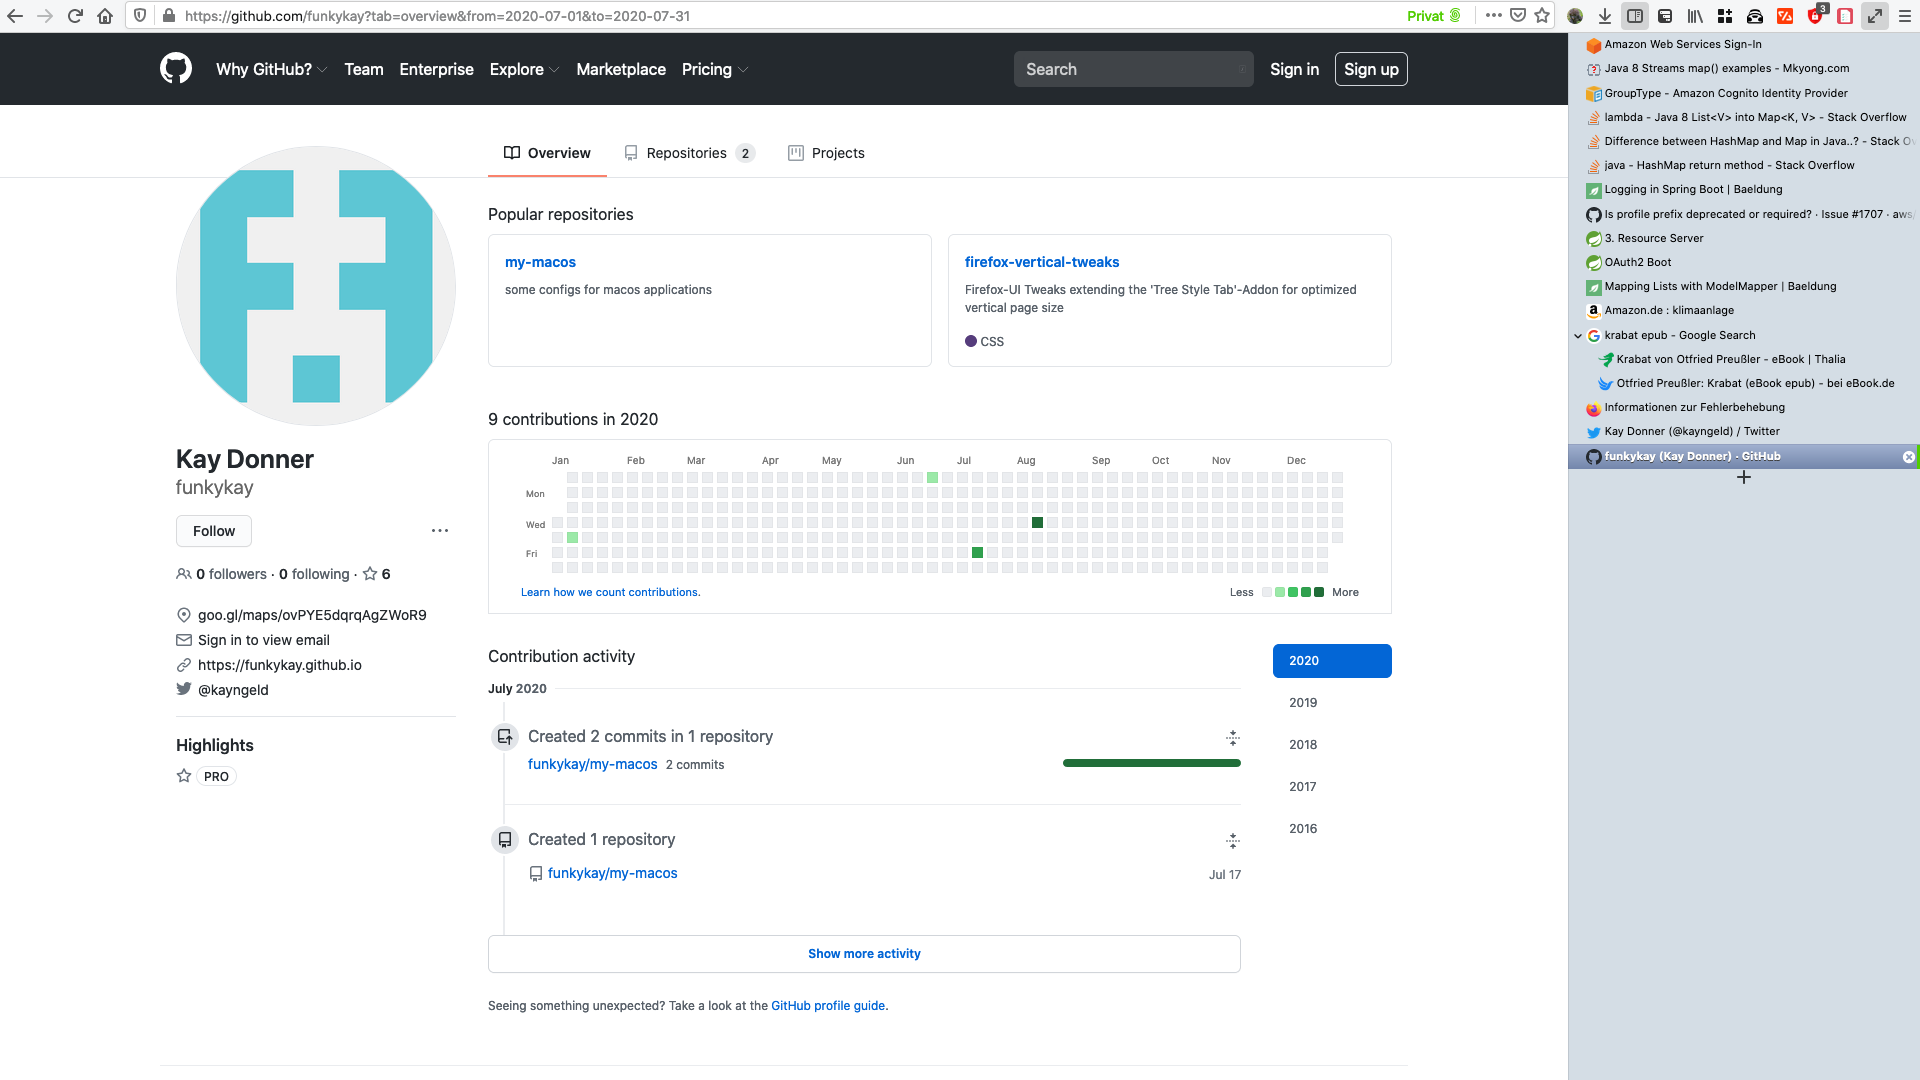 https://github.com/funkykay?tab=overview&from=2020-07-01&to=2020-07-31
Privat
3
Why GitHub?
Team
Enterprise
Explore
Marketplace
Pricing
Search
Sign in
Sign up
Overview
Repositories 2
Projects
Kay Donner
funkykay
Follow
0 followers · 0 following · 6
goo.gl/maps/ovPYE5dqrqAgZWoR9
Sign in to view email
https://funkykay.github.io
@kayngeld
Highlights
PRO
Popular repositories
my-macos
some configs for macos applications
firefox-vertical-tweaks
Firefox-UI Tweaks extending the 'Tree Style Tab'-Addon for optimized
vertical page size
CSS
9 contributions in 2020
Jan Feb Mar Apr May Jun Jul Aug Sep Oct Nov Dec
Mon
Wed
Fri
Learn how we count contributions.
Less
More
Contribution activity
July 2020
Created 2 commits in 1 repository
funkykay/my-macos 2 commits
Created 1 repository
funkykay/my-macos
Jul 17
Show more activity
Seeing something unexpected? Take a look at the GitHub profile guide.
2020
2019
2018
2017
2016
Amazon Web Services Sign-In
Java 8 Streams map() examples - Mkyong.com
GroupType - Amazon Cognito Identity Provider
lambda - Java 8 List<V> into Map<K, V> - Stack Overflow
Difference between HashMap and Map in Java..? - Stack Ov
java - HashMap return method - Stack Overflow
Logging in Spring Boot | Baeldung
Is profile prefix deprecated or required? · Issue #1707 · aws/
3. Resource Server
OAuth2 Boot
Mapping Lists with ModelMapper | Baeldung
Amazon.de : klimaanlage
krabat epub - Google Search
Krabat von Otfried Preußler - eBook | Thalia
Otfried Preußler: Krabat (eBook epub) - bei eBook.de
Informationen zur Fehlerbehebung
Kay Donner (@kayngeld) / Twitter
funkykay (Kay Donner) · GitHub